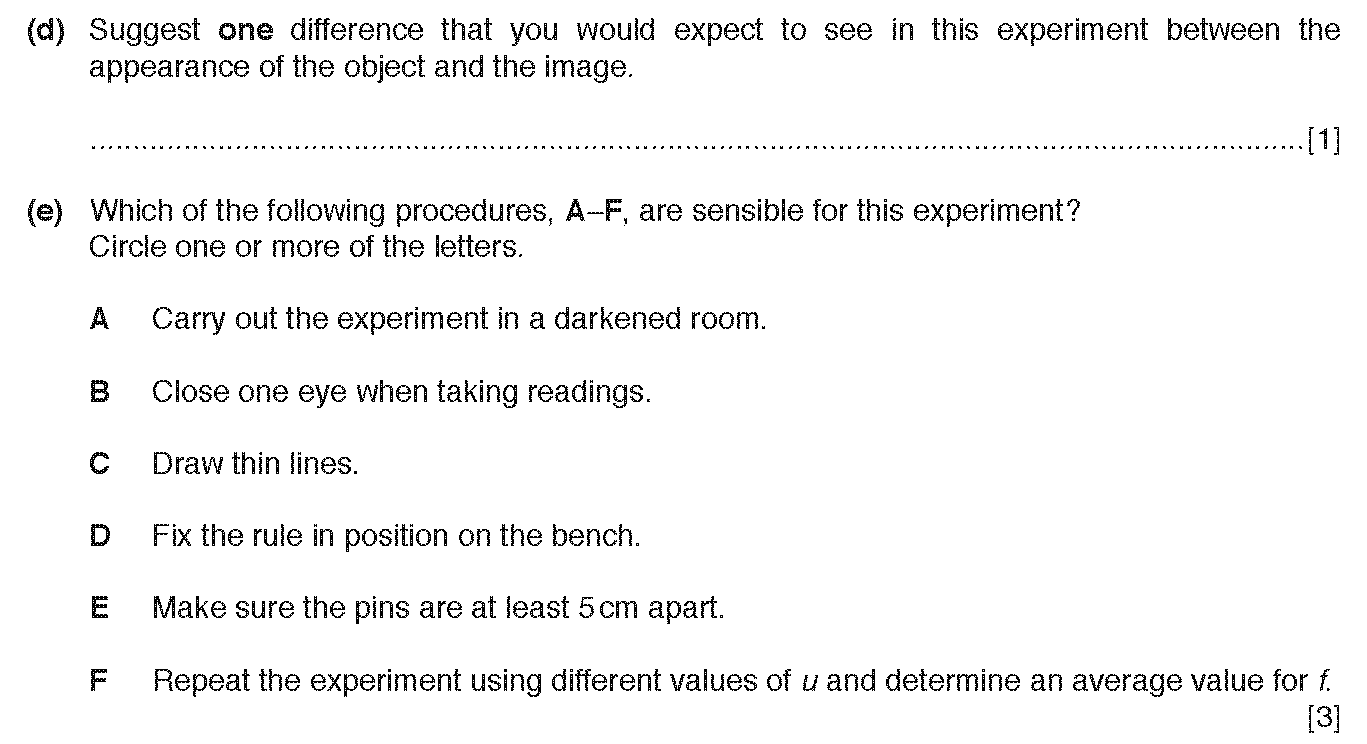 (d) Suggest one difference that you would expect to see in this experiment between the
appearance of the object and the image.
..........................................................................................................................................[1]
(e) Which of the following procedures, A–F, are sensible for this experiment?
Circle one or more of the letters.
A Carry out the experiment in a darkened room.
B Close one eye when taking readings.
C Draw thin lines.
D Fix the rule in position on the bench.
E Make sure the pins are at least 5 cm apart.
F Repeat the experiment using different values of u and determine an average value for f.
[3]